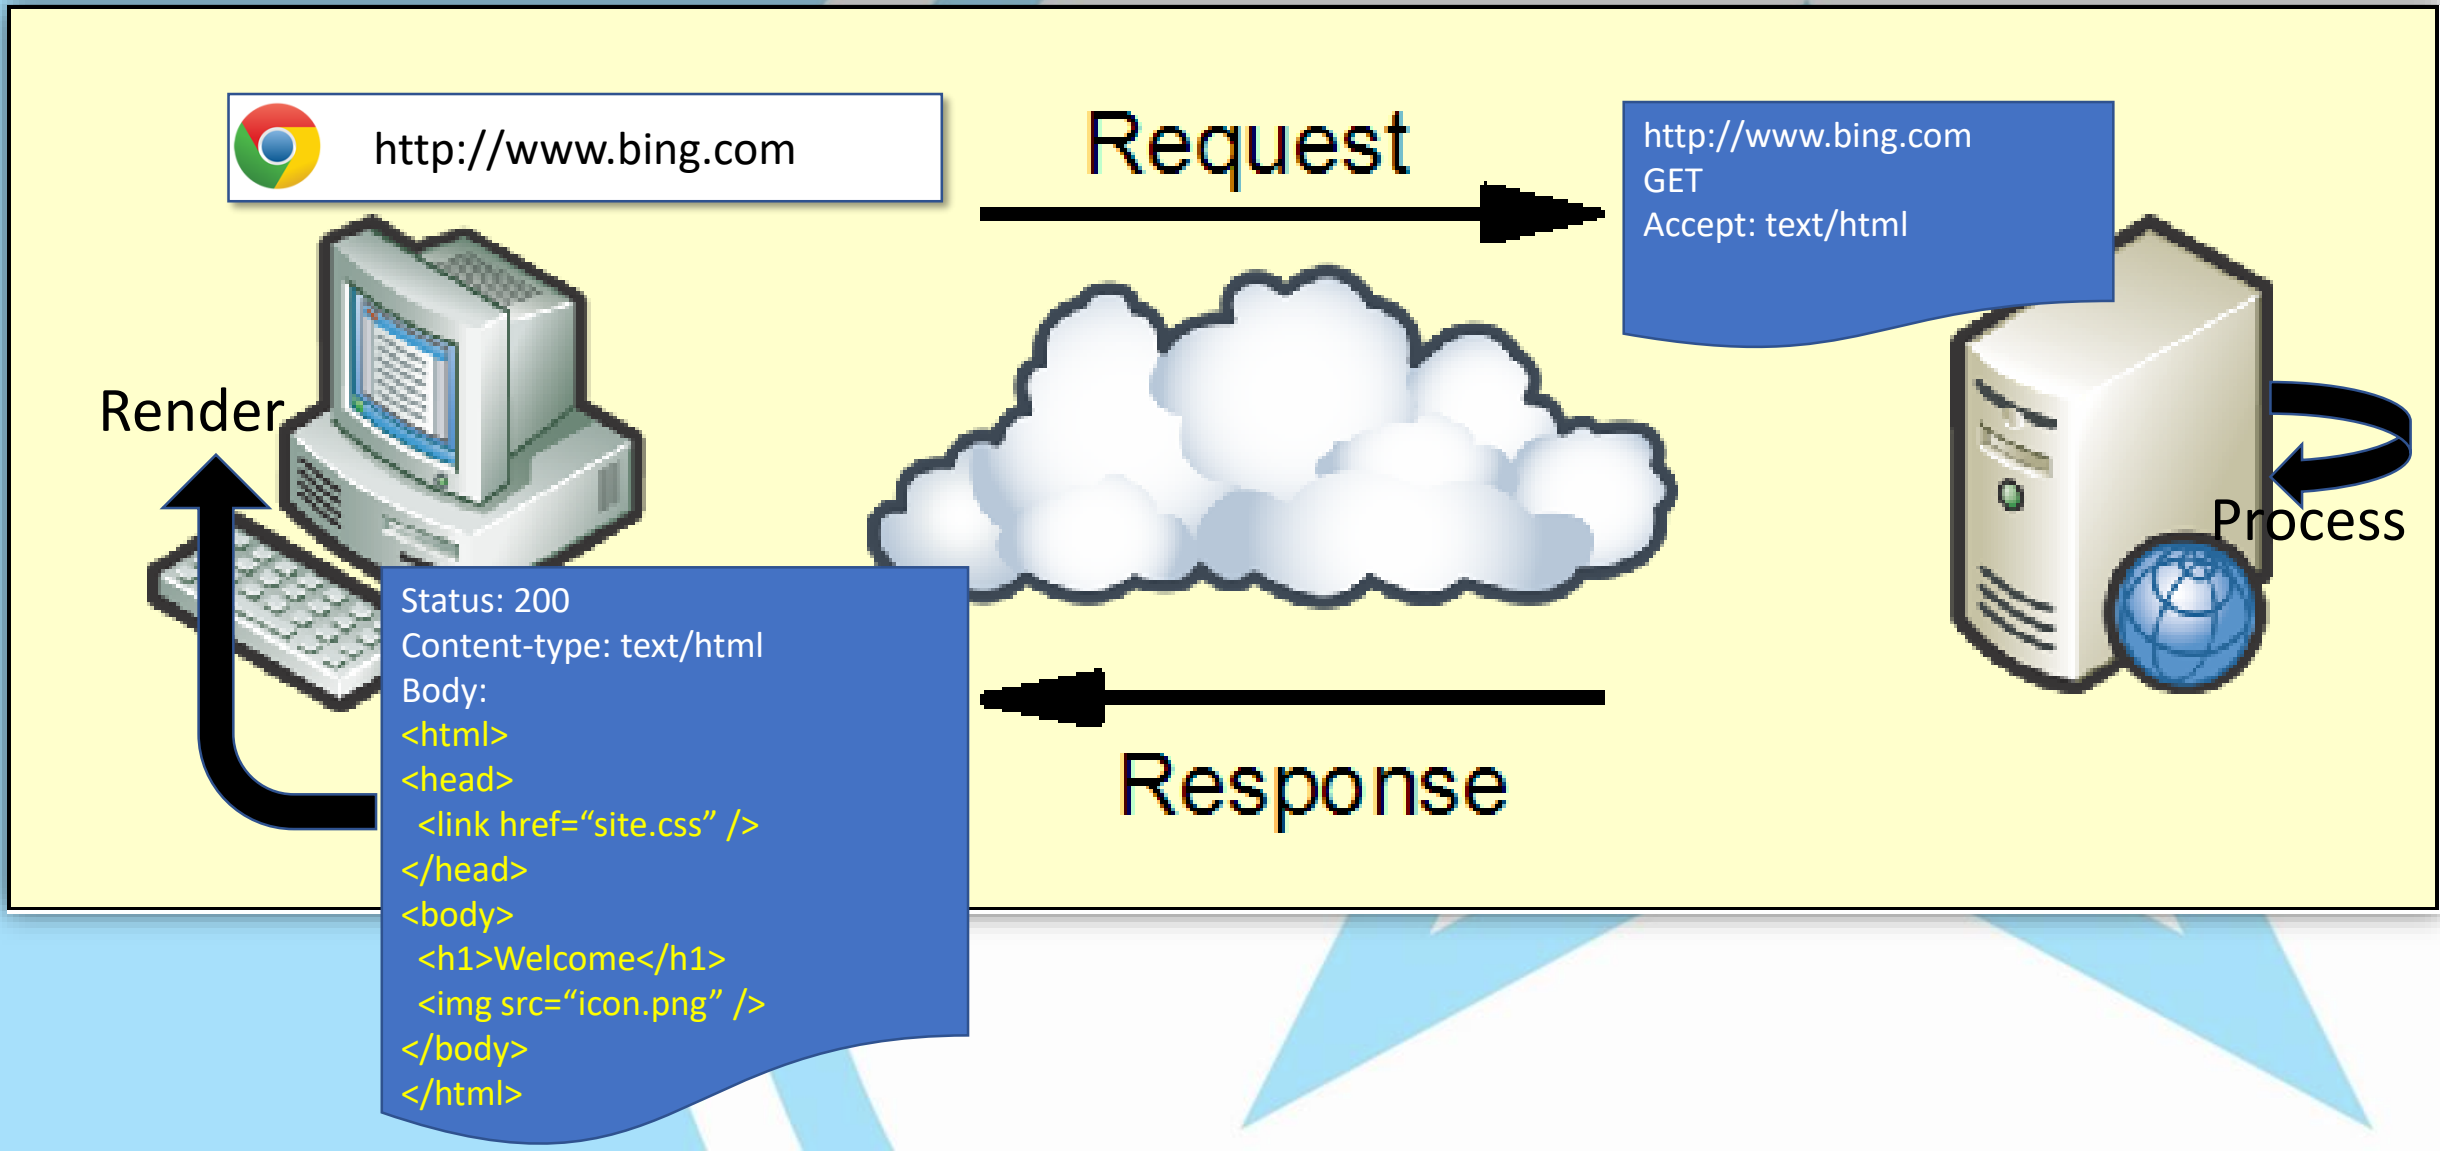 http://www.bing.com
Request
http://www.bing.com
GET
Accept: text/html
Render
Process
Status: 200
Content-type: text/html
Body:
<html>
<head>
<link href=“site.css” />
</head>
<body>
<h1>Welcome</h1>
<img src=“icon.png” />
</body>
</html>
Response